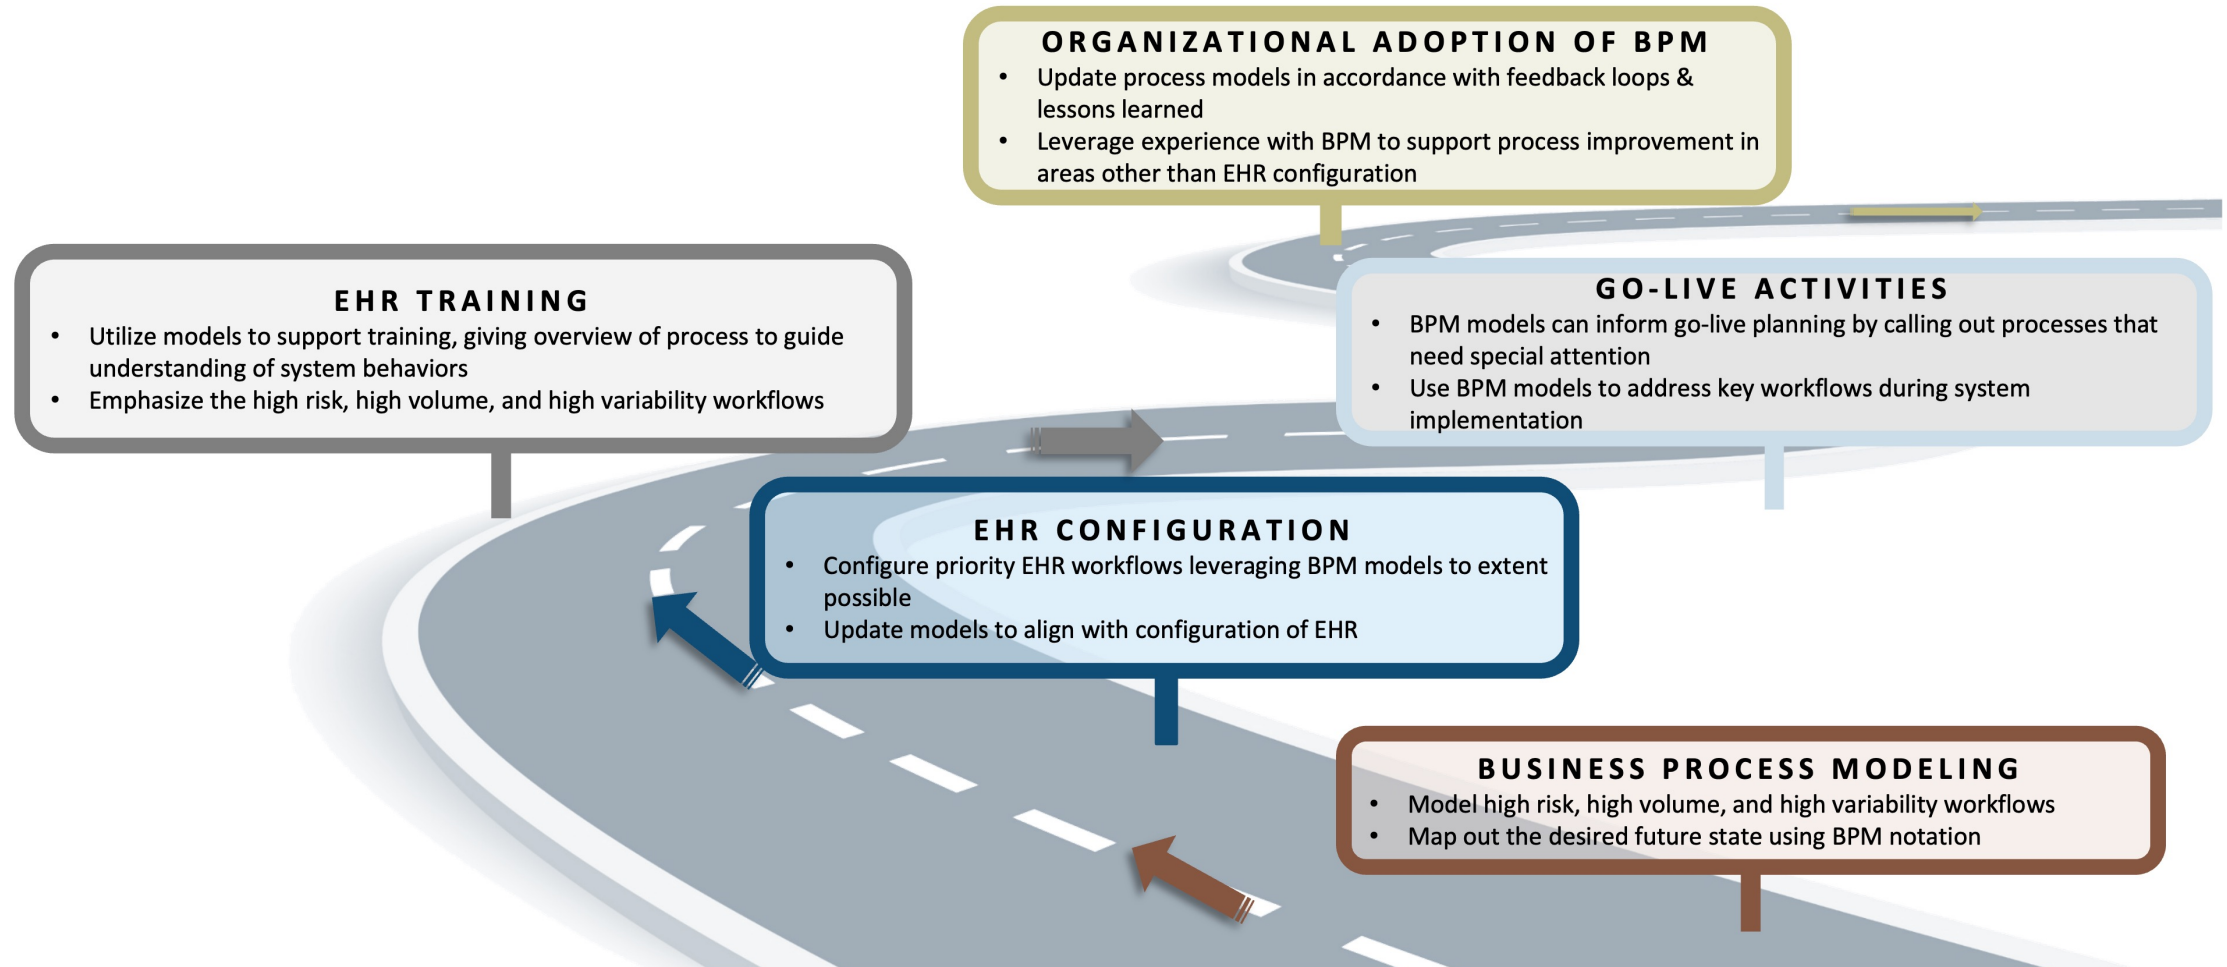 ORGANIZATIONAL ADOPTION OF BPM
• Update process models in accordance with feedback loops &
lessons learned
• Leverage experience with BPM to support process improvement in
areas other than EHR configuration
EHR TRAINING
• Utilize models to support training, giving overview of process to guide
understanding of system behaviors
• Emphasize the high risk, high volume, and high variability workflows
GO-LIVE ACTIVITIES
• BPM models can inform go-live planning by calling out processes that
need special attention
• Use BPM models to address key workflows during system
implementation
EHR CONFIGURATION
• Configure priority EHR workflows leveraging BPM models to extent
possible
• Update models to align with configuration of EHR
BUSINESS PROCESS MODELING
• Model high risk, high volume, and high variability workflows
• Map out the desired future state using BPM notation